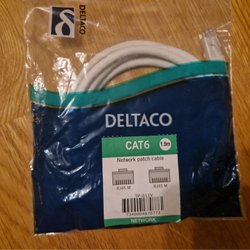 DELTACO
DELTACO
CAT6
1.5m
Network patch cable
RJ45 M
RJ45 M
NETWORK